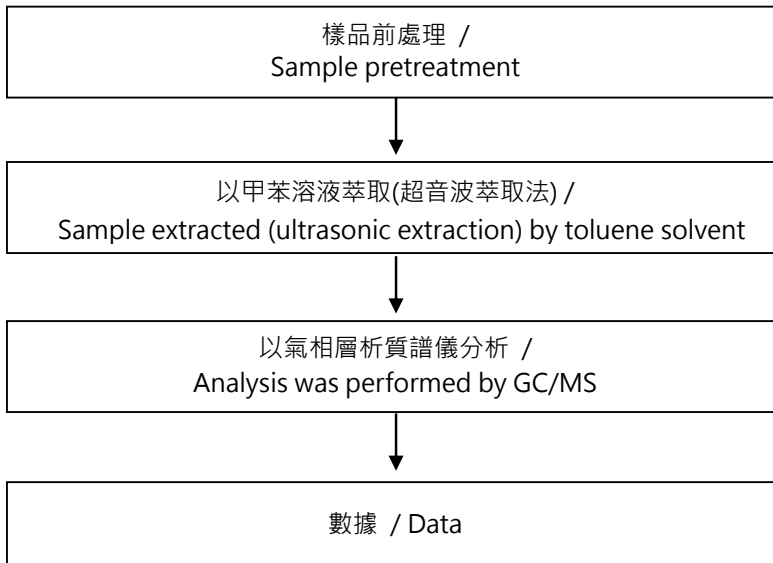 樣品前處理 /
Sample pretreatment
以甲苯溶液萃取(超音波萃取法) /
Sample extracted (ultrasonic extraction) by toluene solvent
以氣相層析質譜儀分析 /
Analysis was performed by GC/MS
數據 / Data